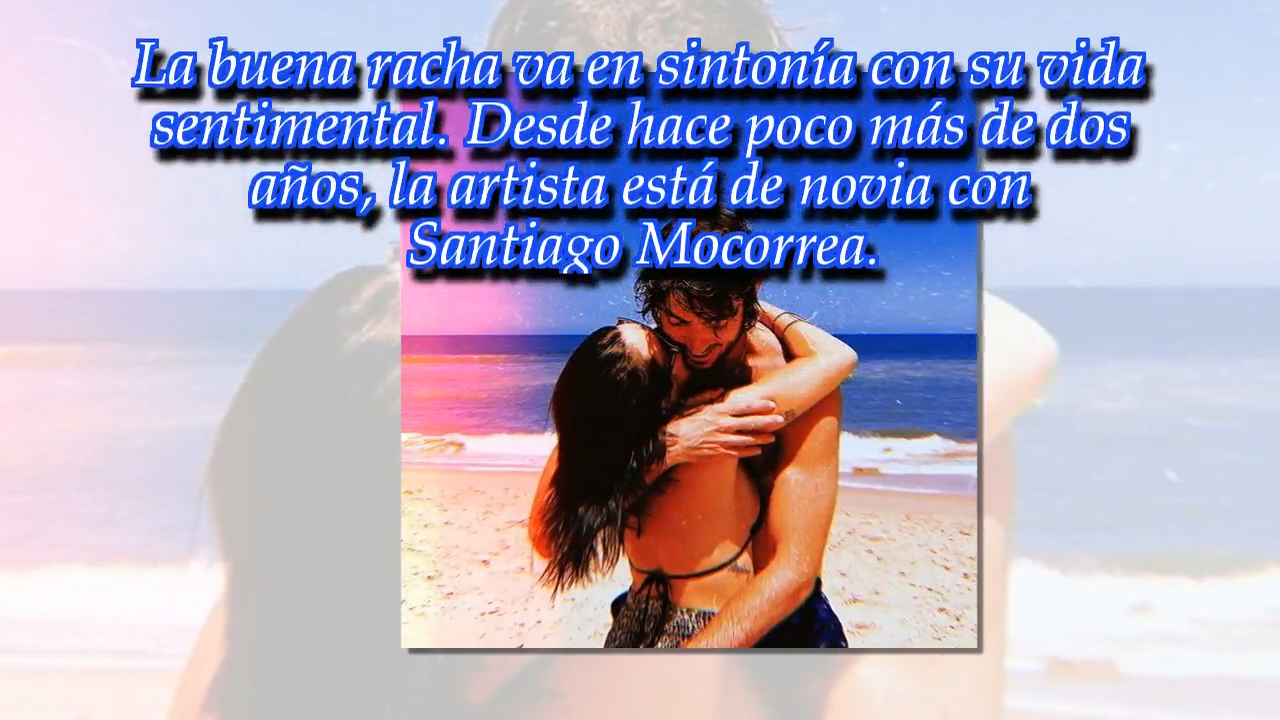 La buena racha va en sintonía con su vida
sentimental. Desde hace poco más de dos
años, la artista está de novia con
Santiago Mocorrea.